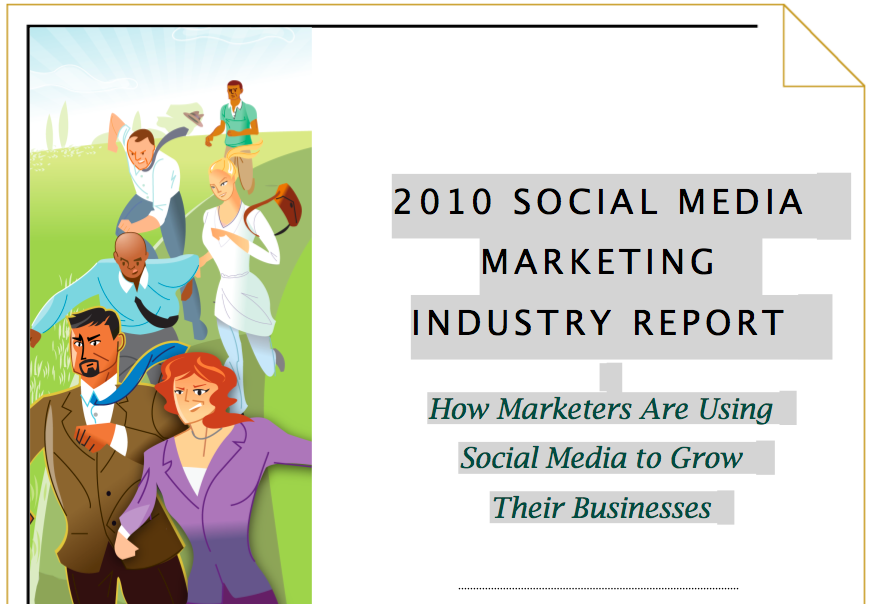 2010 SOCIAL MEDIA
MARKETING
INDUSTRY REPORT
How Marketers Are Using
Social Media to Grow
Their Businesses